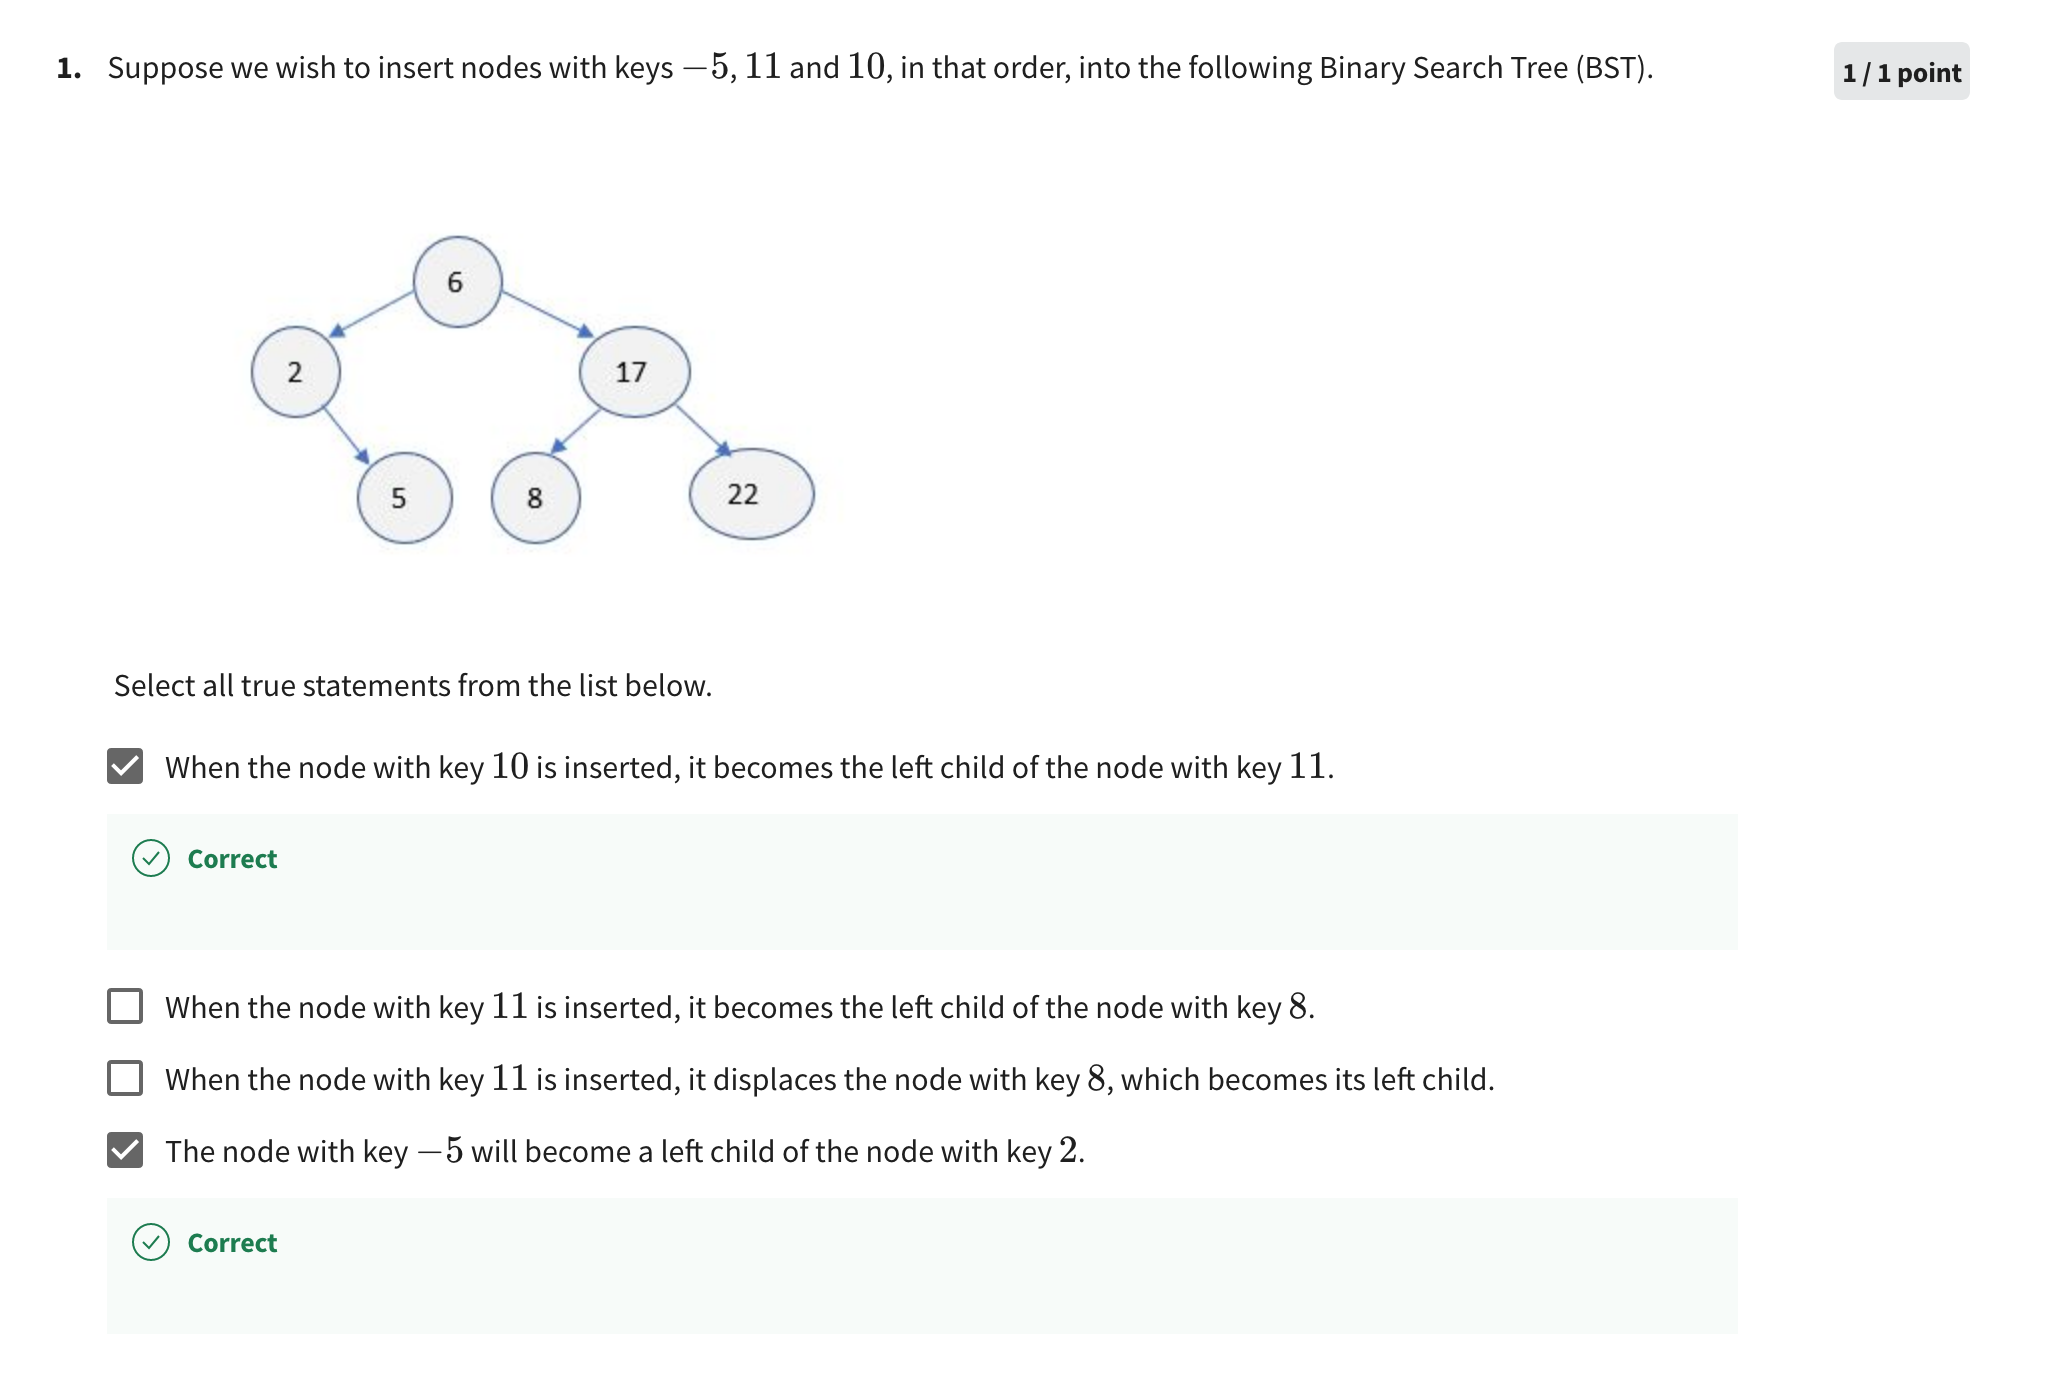 1. Suppose we wish to insert nodes with keys −5, 11 and 10, in that order, into the following Binary Search Tree (BST).
1 / 1 point
6
2
17
5
8
22
Select all true statements from the list below.
When the node with key 10 is inserted, it becomes the left child of the node with key 11.
Correct
When the node with key 11 is inserted, it becomes the left child of the node with key 8.
When the node with key 11 is inserted, it displaces the node with key 8, which becomes its left child.
The node with key −5 will become a left child of the node with key 2.
Correct